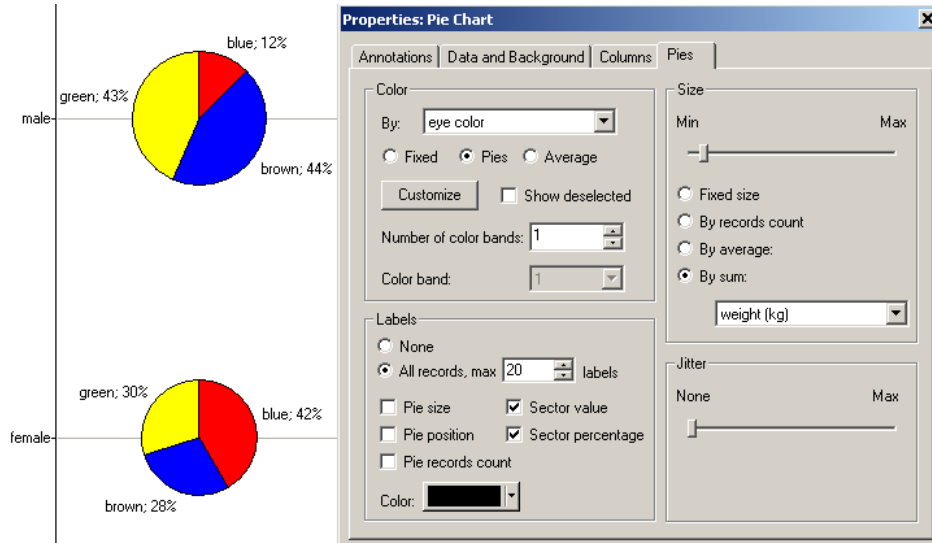 blue; 12%
green; 43%
male
brown; 44%
green; 30%
blue; 42%
female
brown; 28%
Properties: Pie Chart
Annotations Data and Background Columns Pies
Color
By: eye color
Fixed Pies Average
Customize Show deselected
Number of color bands: 1
Color band: 1
Labels
None
All records, max 20 labels
Pie size Sector value
Pie position Sector percentage
Pie records count
Color:
Size
Min Max
Fixed size
By records count
By average:
By sum:
weight (kg)
Jitter
None Max